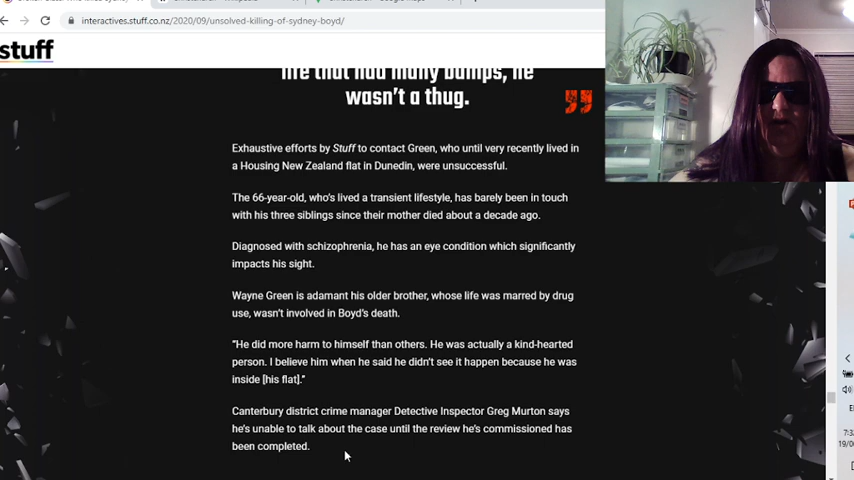 interactives.stuff.co.nz/2020/09/unsolved-killing-of-sydney-boyd/
stuff
life that had many bumps, he
wasn't a thug.
Exhaustive efforts by Stuff to contact Green, who until very recently lived in
a Housing New Zealand flat in Dunedin, were unsuccessful.
The 66-year-old, who's lived a transient lifestyle, has barely been in touch
with his three siblings since their mother died about a decade ago.
Diagnosed with schizophrenia, he has an eye condition which significantly
impacts his sight.
Wayne Green is adamant his older brother, whose life was marred by drug
use, wasn't involved in Boyd's death.
"He did more harm to himself than others. He was actually a kind-hearted
person. I believe him when he said he didn't see it happen because he was
inside [his flat]."
Canterbury district crime manager Detective Inspector Greg Murton says
he's unable to talk about the case until the review he's commissioned has
been completed.